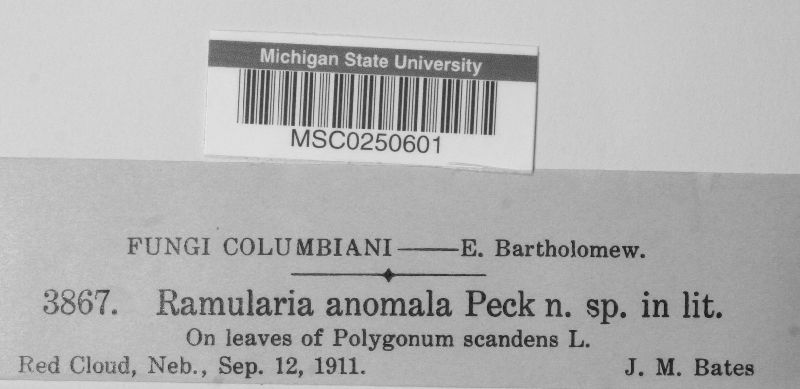 Michigan State University
MSC0250601
FUNGI COLUMBIANI——E. Bartholomew.
3867. Ramularia anomala Peck n. sp. in lit.
On leaves of Polygonum scandens L.
Red Cloud, Neb., Sep. 12, 1911. J. M. Bates